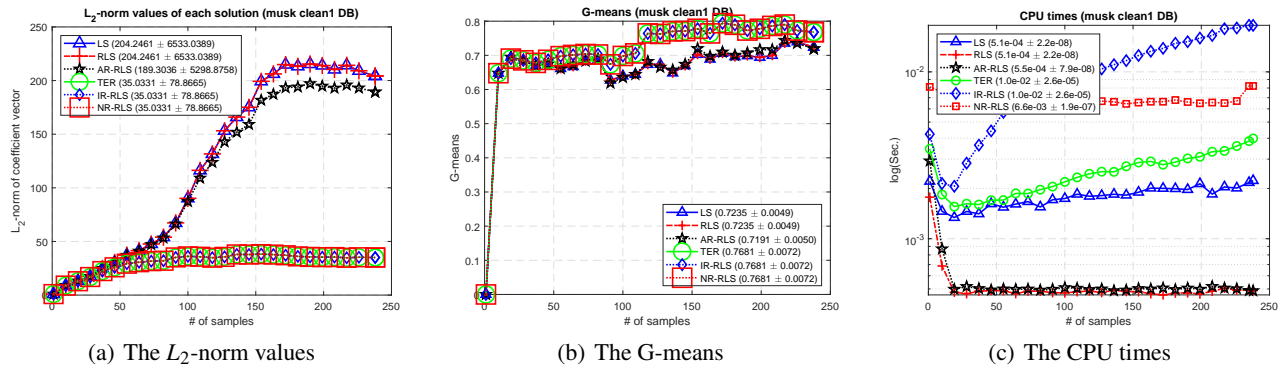 L2-norm values of each solution (musk clean1 DB)
250
200
150
100
50
0
0
50
100
150
200
250
L2-norm of coefficient vector
# of samples
LS (204.2461 ± 6533.0389)
RLS (204.2461 ± 6533.0389)
AR-RLS (189.3036 ± 5298.8758)
TER (35.0331 ± 78.8665)
IR-RLS (35.0331 ± 78.8665)
NR-RLS (35.0331 ± 78.8665)
(a) The L2-norm values
G-means (musk clean1 DB)
0.8
0.7
0.6
0.5
0.4
0.3
0.2
0.1
0
0
50
100
150
200
250
G-means
# of samples
LS (0.7235 ± 0.0049)
RLS (0.7235 ± 0.0049)
AR-RLS (0.7191 ± 0.0050)
TER (0.7681 ± 0.0072)
IR-RLS (0.7681 ± 0.0072)
NR-RLS (0.7681 ± 0.0072)
(b) The G-means
CPU times (musk clean1 DB)
10-2
10-3
0
50
100
150
200
250
log(Sec.)
# of samples
LS (5.1e-04 ± 2.2e-08)
RLS (5.1e-04 ± 2.2e-08)
AR-RLS (5.5e-04 ± 7.9e-08)
TER (1.0e-02 ± 2.6e-05)
IR-RLS (1.0e-02 ± 2.6e-05)
NR-RLS (6.6e-03 ± 1.9e-07)
(c) The CPU times